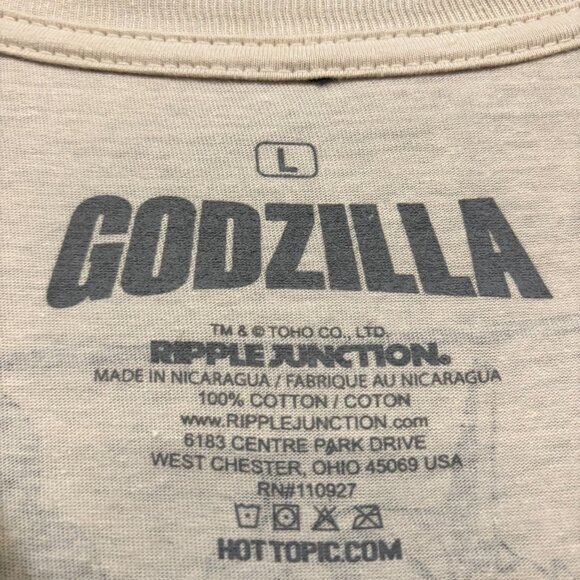 L
GODZILLA
TM & © TOHO CO., LTD.
RIPPLE JUNCTION®
MADE IN NICARAGUA / FABRIQUE AU NICARAGUA
100% COTTON / COTON
www.RIPPLEJUNCTION.com
6183 CENTRE PARK DRIVE
WEST CHESTER, OHIO 45069 USA
RN#110927
HOTTOPIC.COM